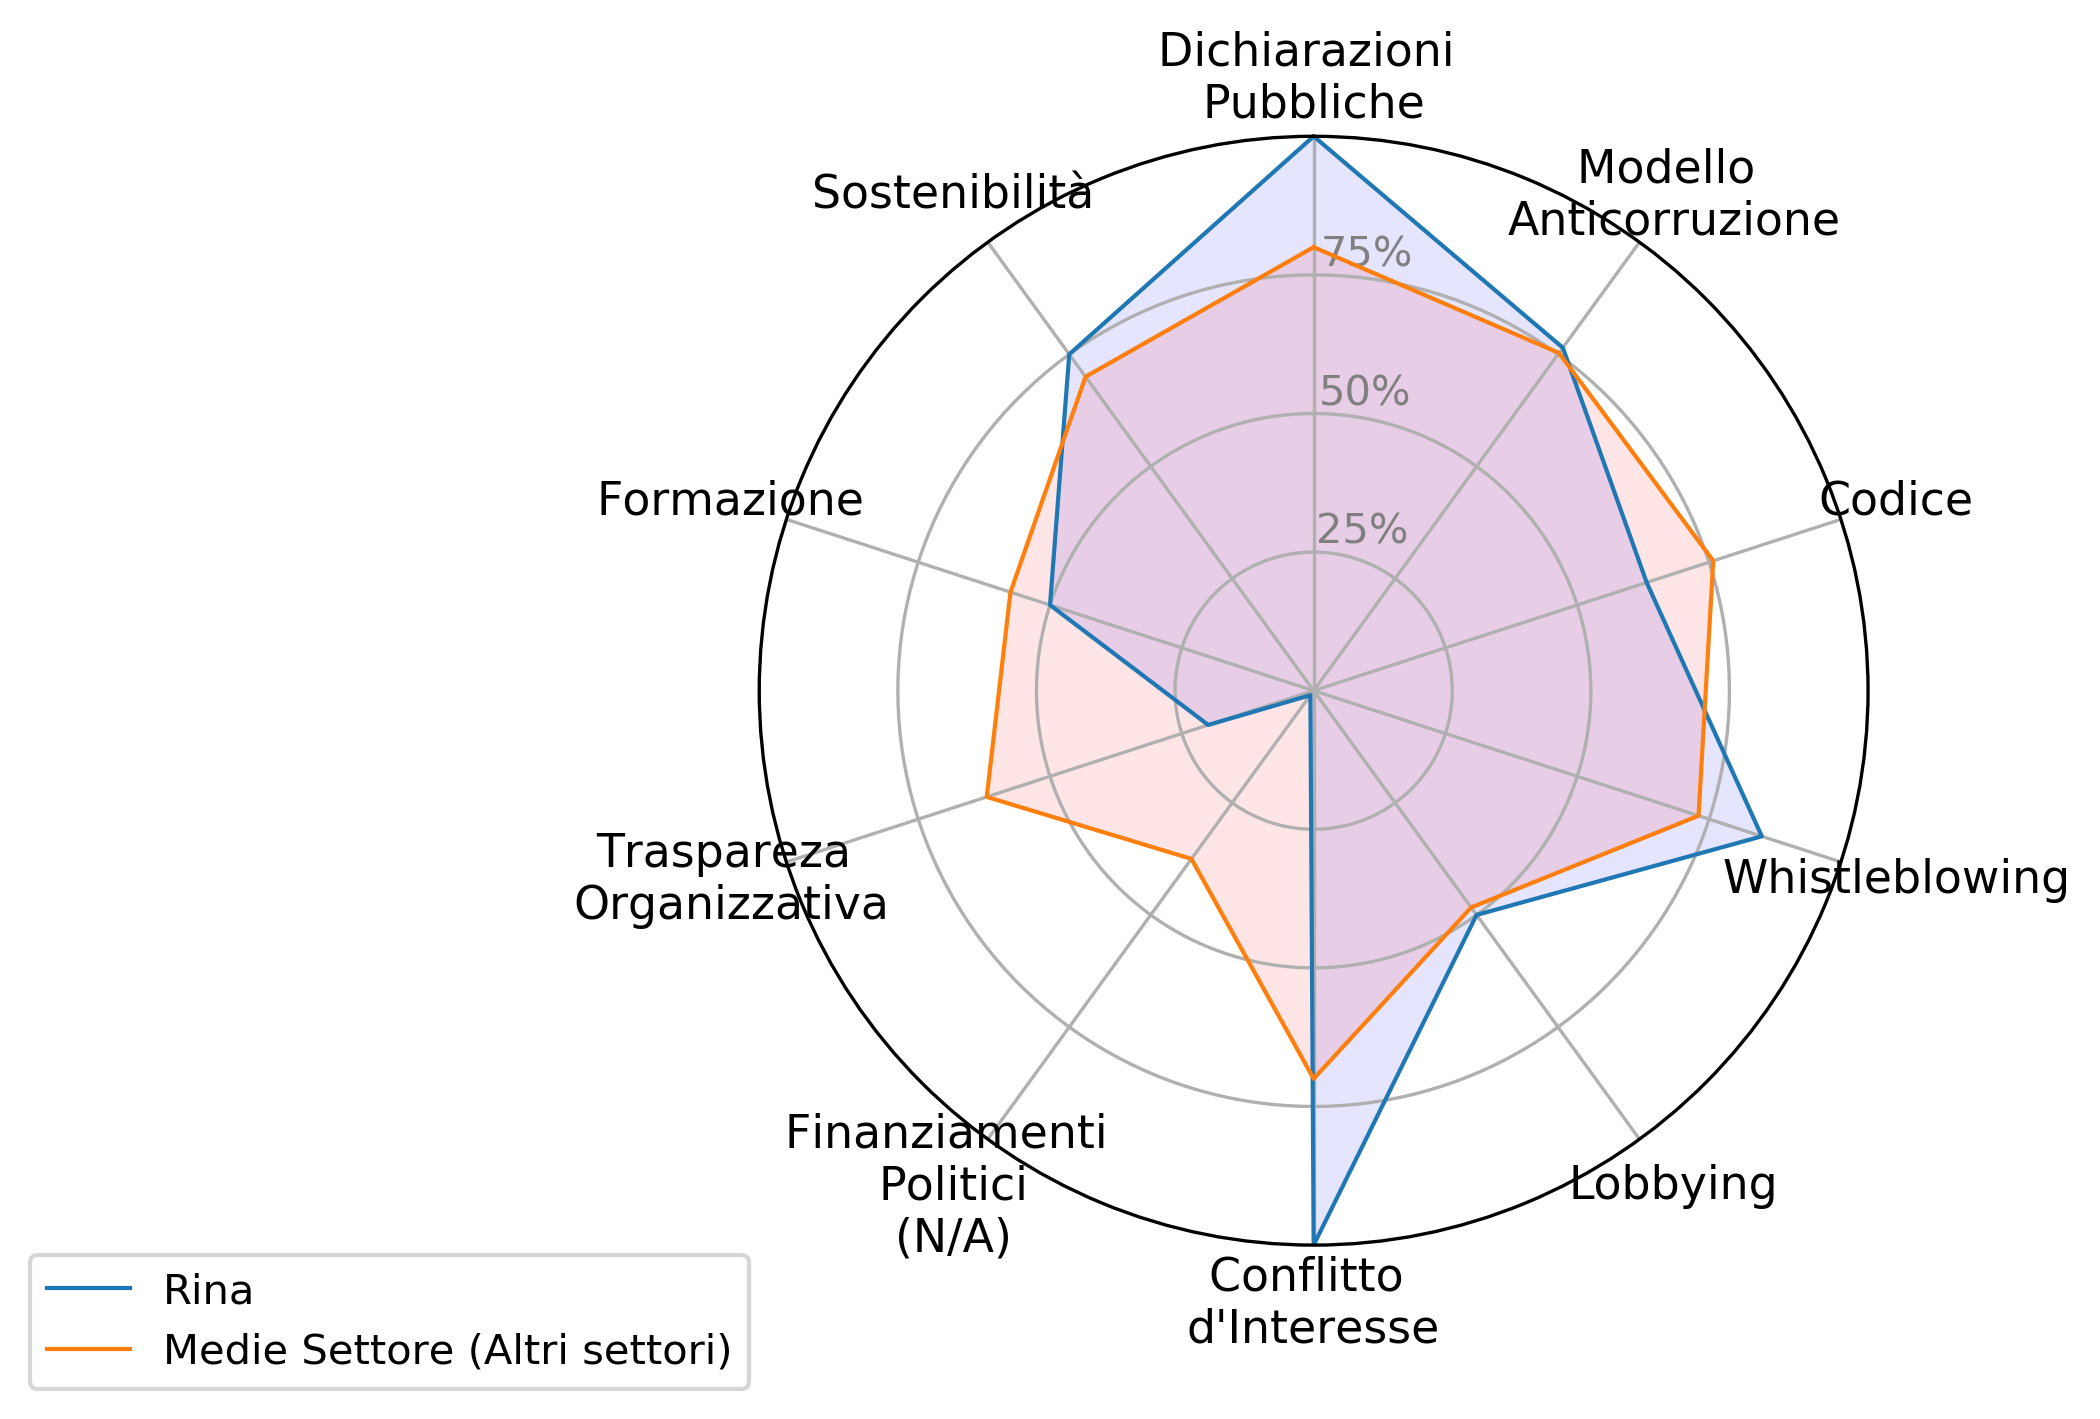 Dichiarazioni
Pubbliche
Modello
Anticorruzione
Sostenibilità
75%
50%
25%
Formazione
Codice
Traspareza
Organizzativa
Whistleblowing
Finanziamenti
Politici
(N/A)
Lobbying
Conflitto
d'Interesse
Rina
Medie Settore (Altri settori)